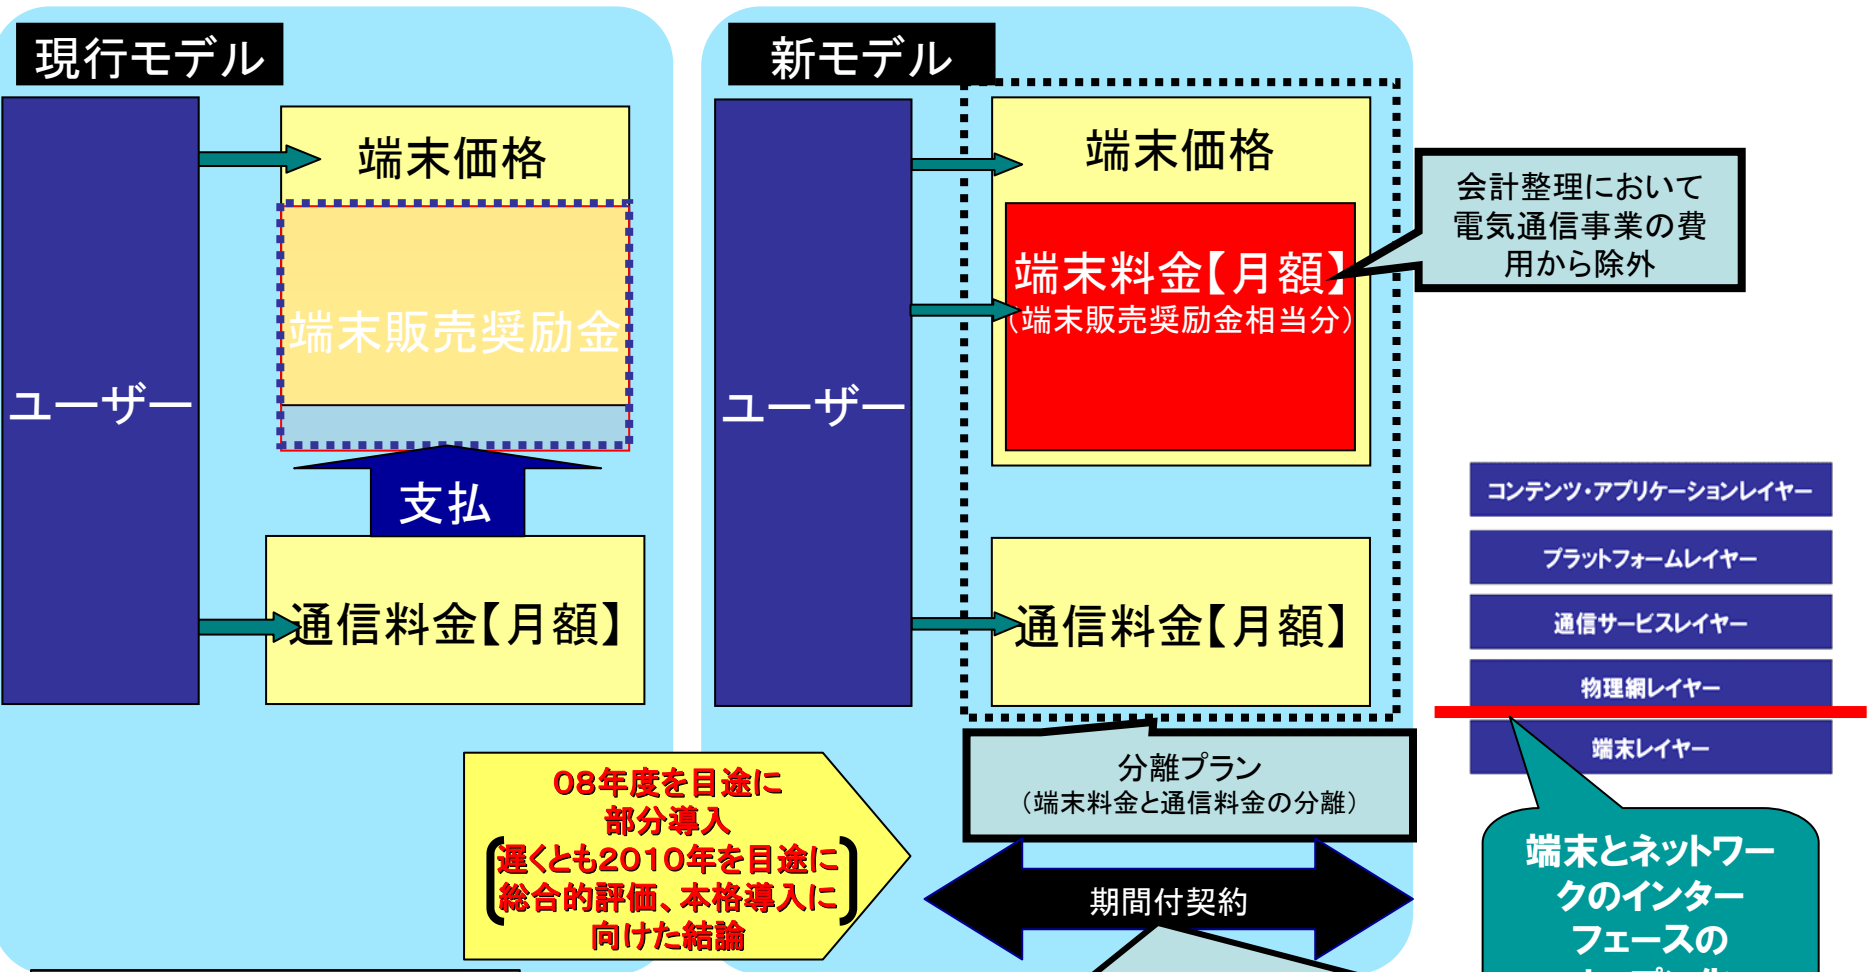 現行モデル
ユーザー
端末価格
端末販売奨励金
支払
通信料金【月額】
新モデル
ユーザー
端末価格
端末料金【月額】
（端末販売奨励金相当分）
通信料金【月額】
会計整理において
電気通信事業の費
用から除外
分離プラン
（端末料金と通信料金の分離）
期間付契約
08年度を目途に
部分導入
遅くとも2010年を目途に
総合的評価、本格導入に
向けた結論
コンテンツ・アプリケーションレイヤー
プラットフォームレイヤー
通信サービスレイヤー
物理網レイヤー
端末レイヤー
端末とネットワー
クのインター
フェースの